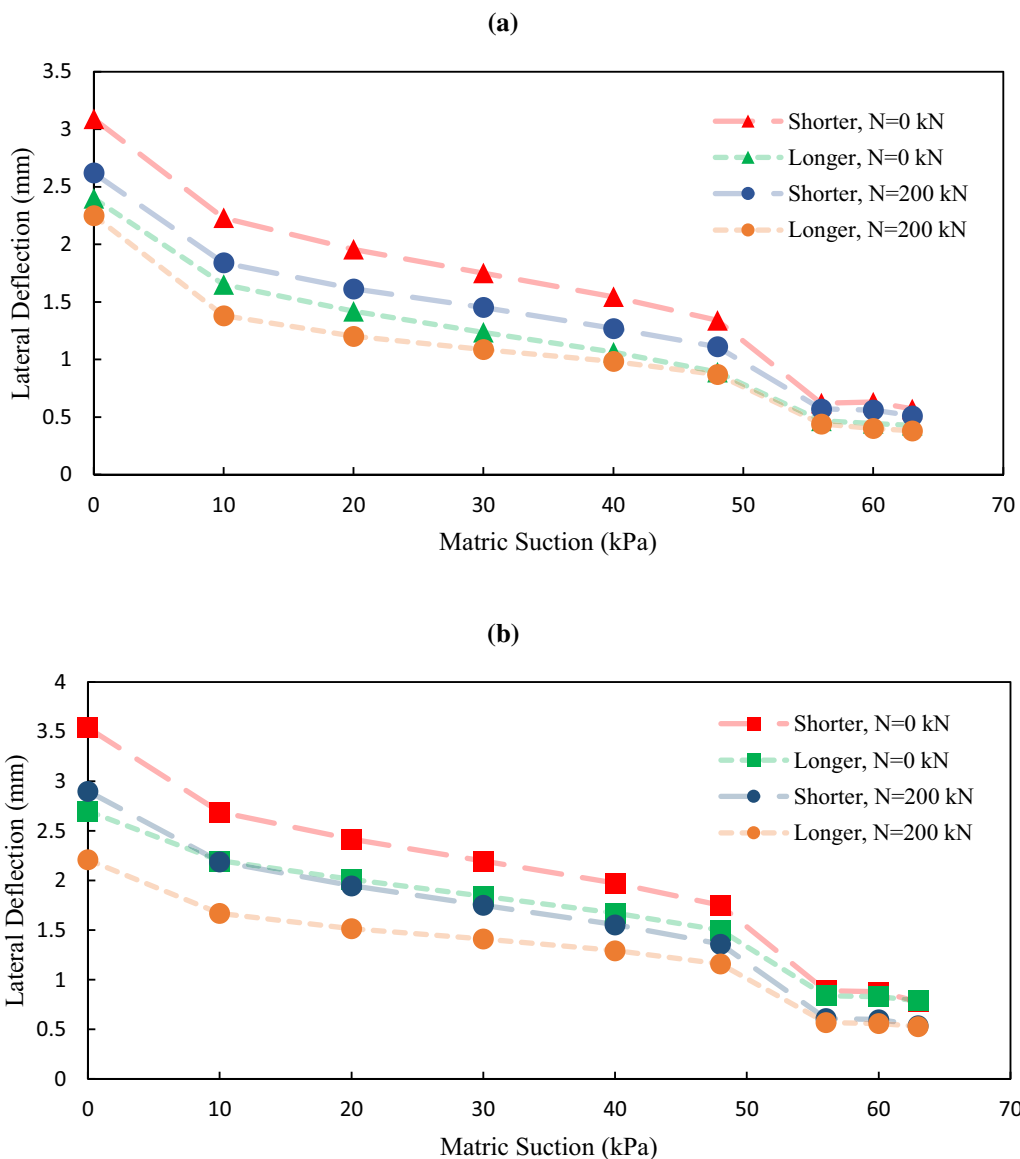 (a)
3.5
3
2.5
2
1.5
1
0.5
0
0 10 20 30 40 50 60 70
Lateral Deflection (mm)
Matric Suction (kPa)
Shorter, N=0 kN
Longer, N=0 kN
Shorter, N=200 kN
Longer, N=200 kN
(b)
4
3.5
3
2.5
2
1.5
1
0.5
0
0 10 20 30 40 50 60 70
Lateral Deflection (mm)
Matric Suction (kPa)
Shorter, N=0 kN
Longer, N=0 kN
Shorter, N=200 kN
Longer, N=200 kN